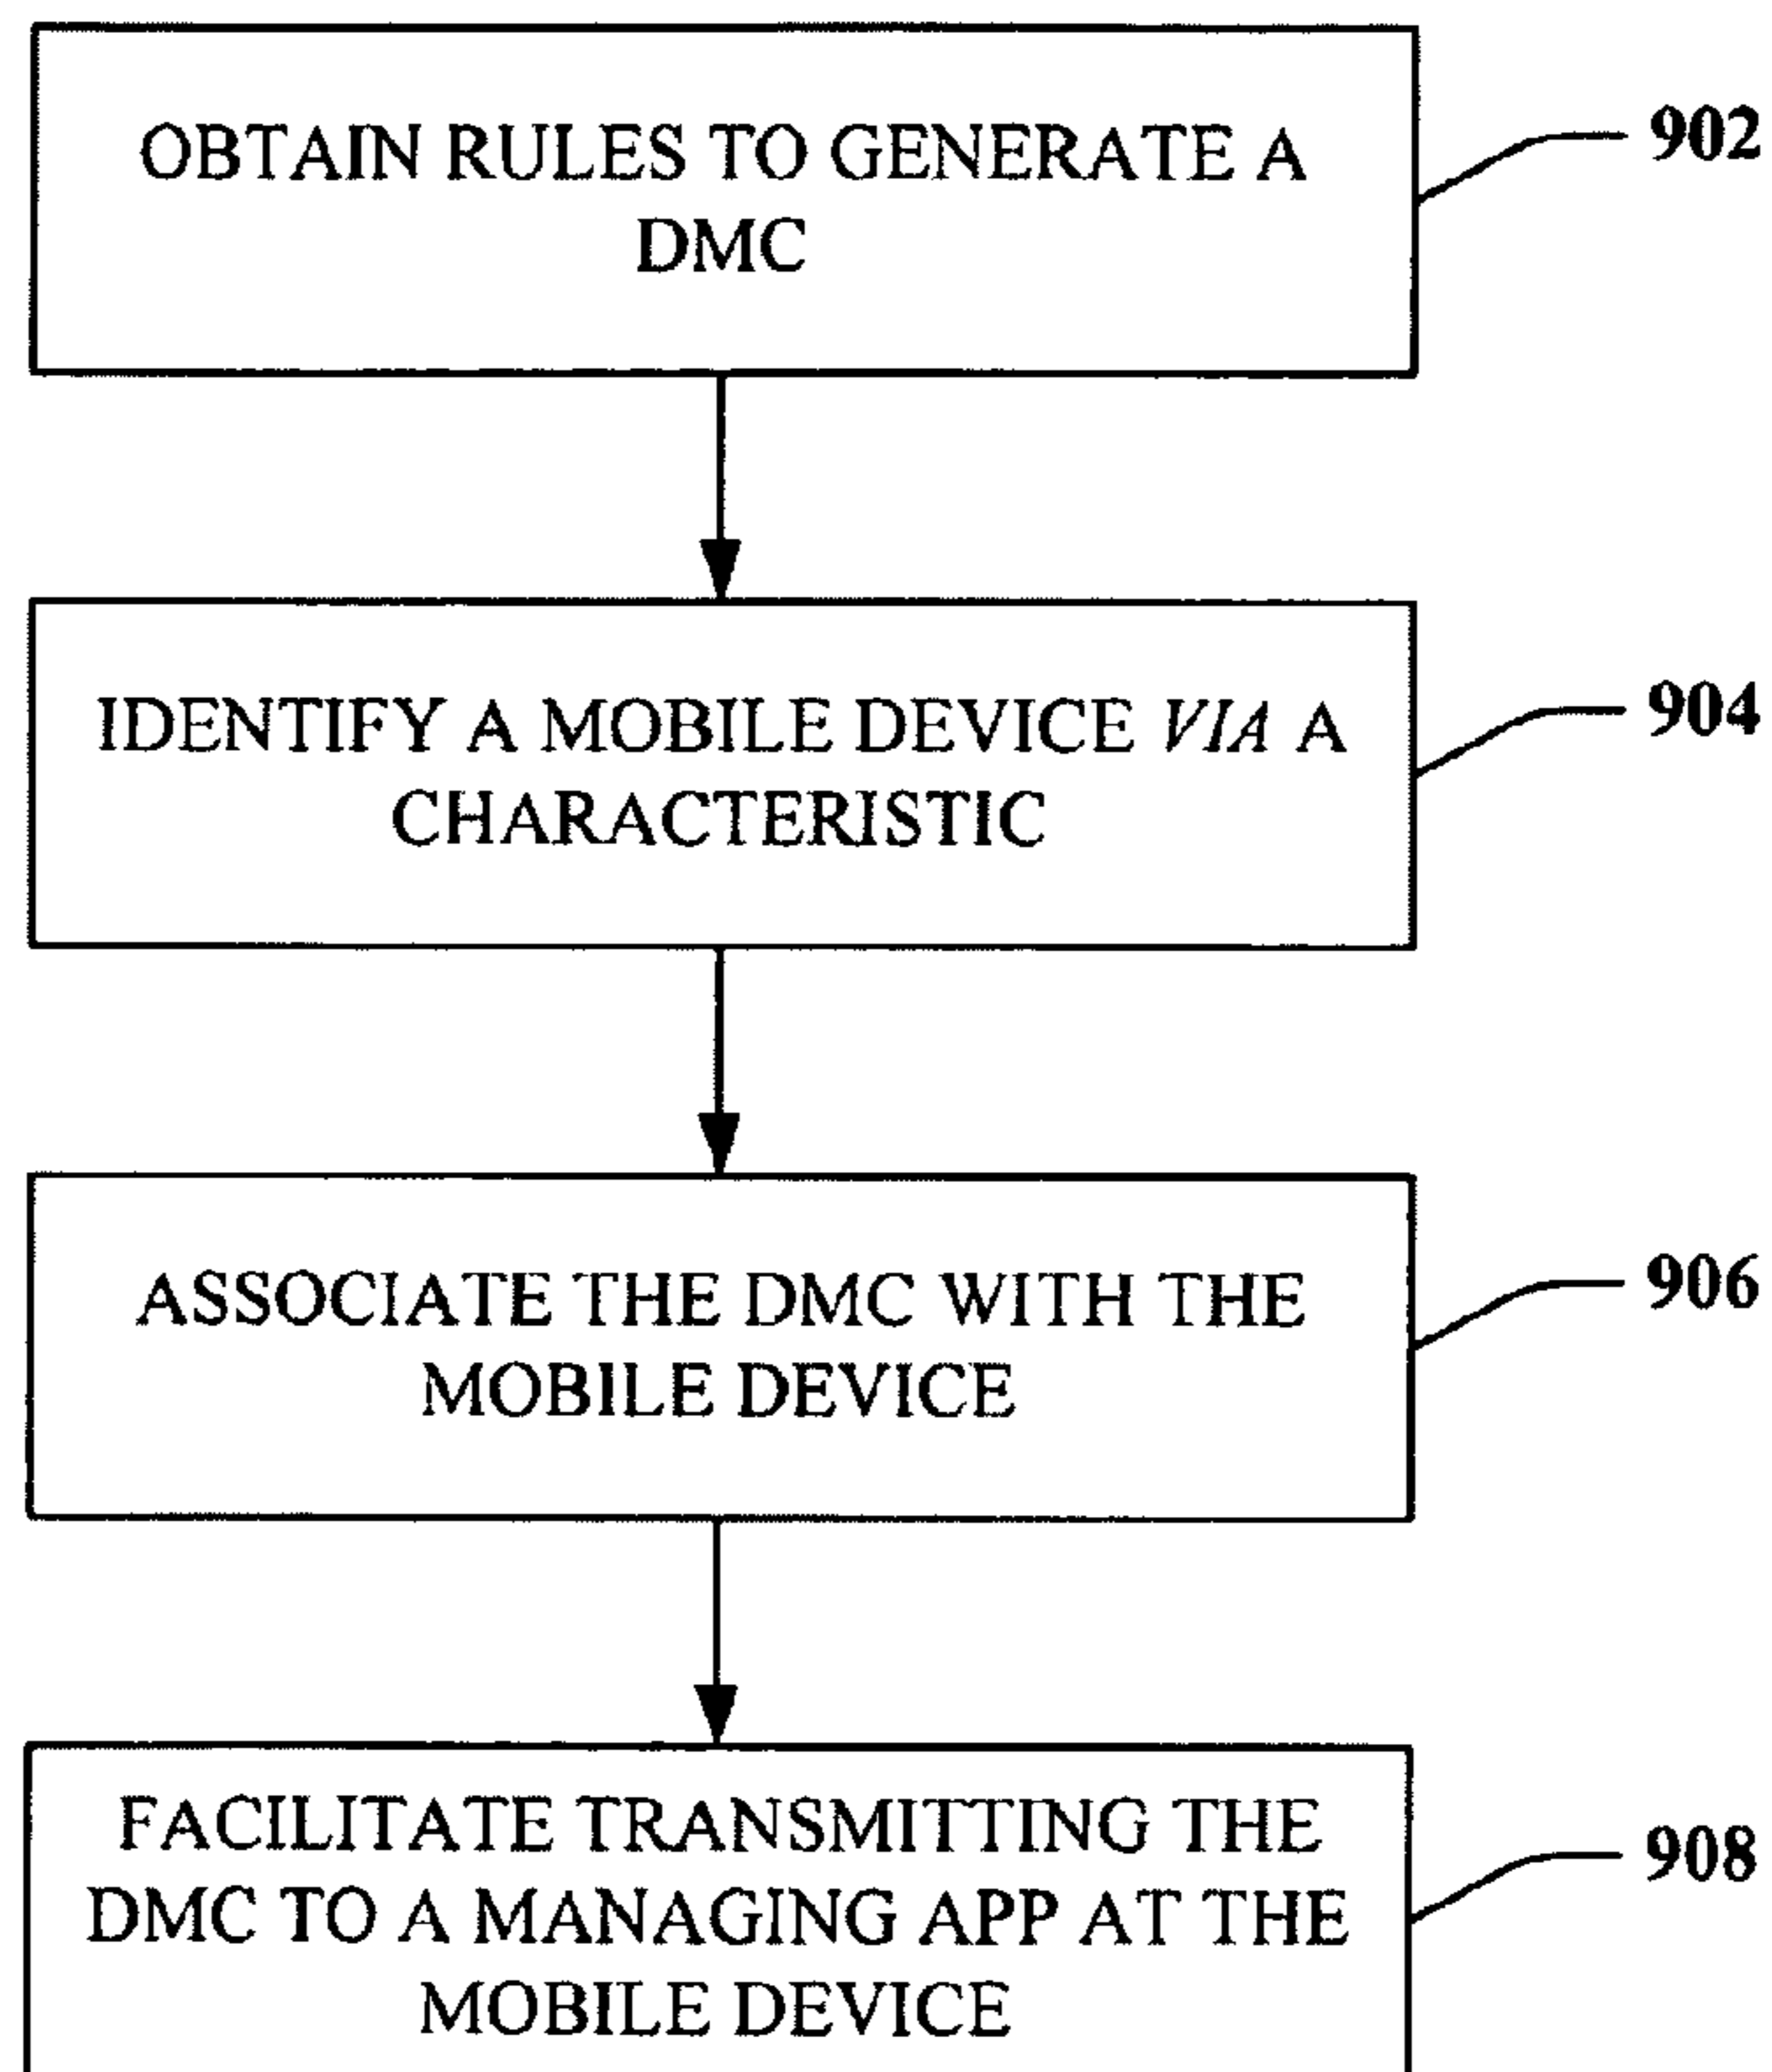 OBTAIN RULES TO GENERATE A
DMC
902
IDENTIFY A MOBILE DEVICE VIA A
CHARACTERISTIC
904
ASSOCIATE THE DMC WITH THE
MOBILE DEVICE
906
FACILITATE TRANSMITTING THE
DMC TO A MANAGING APP AT THE
MOBILE DEVICE
908